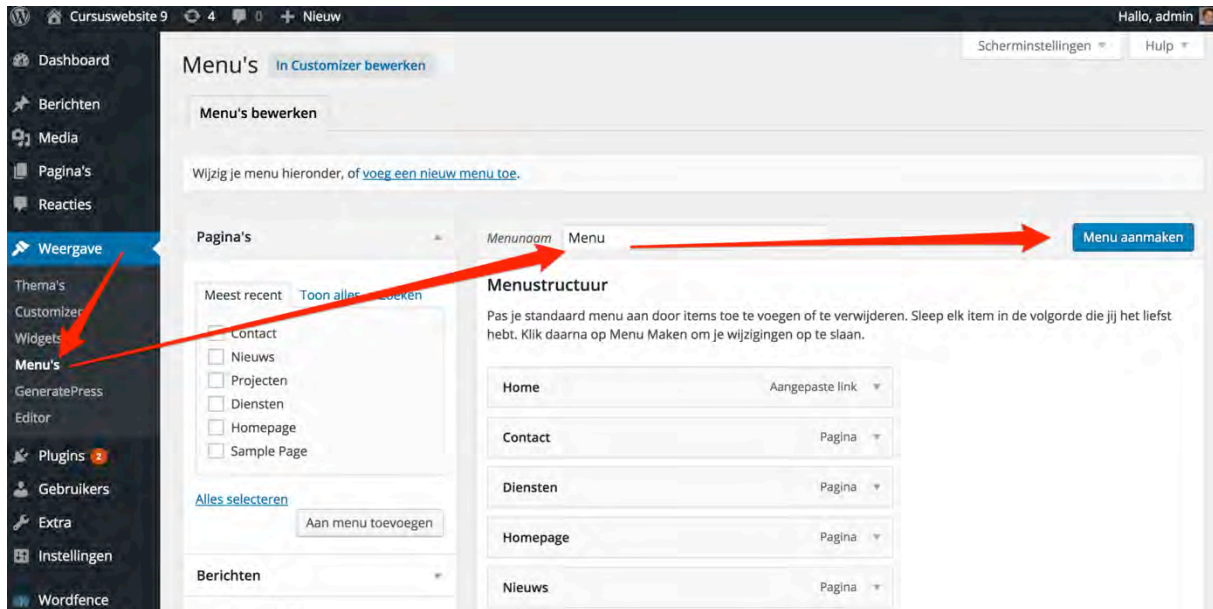 Cursuswebsite 9 4 0 + Nieuw Hallo, admin
Scherminstellingen Hulp
Dashboard
Berichten
Media
Pagina's
Reacties
Weergave
Thema's
Customizer
Widgets
Menu's
GeneratePress
Editor
Plugins 2
Gebruikers
Extra
Instellingen
Wordfence
Menu's In Customizer bewerken
Menu's bewerken
Wijzig je menu hieronder, of voeg een nieuw menu toe.
Pagina's
Meest recent Toon alles Zoeken
Contact
Nieuws
Projecten
Diensten
Homepage
Sample Page
Alles selecteren
Aan menu toevoegen
Berichten
Menunaam Menu Menu aanmaken
Menustructuur
Pas je standaard menu aan door items toe te voegen of te verwijderen. Sleep elk item in de volgorde die jij het liefst
hebt. Klik daarna op Menu Maken om je wijzigingen op te slaan.
Home Aangepaste link
Contact Pagina
Diensten Pagina
Homepage Pagina
Nieuws Pagina